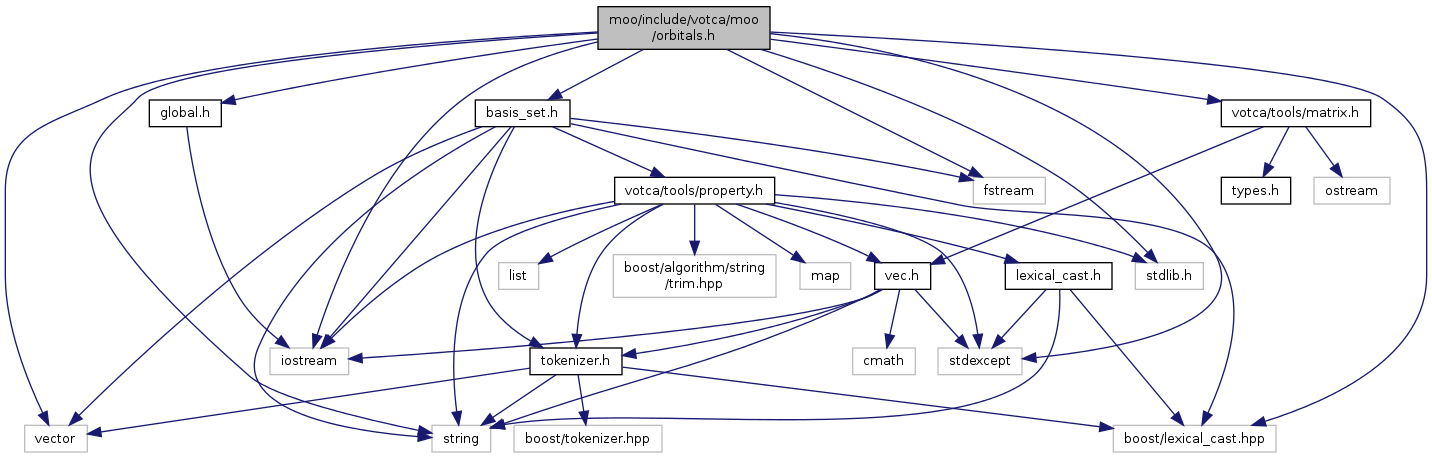 moo/include/votca/moo
/orbitals.h
global.h
basis_set.h
votca/tools/matrix.h
votca/tools/property.h
fstream
types.h
ostream
list
boost/algorithm/string
/trim.hpp
map
vec.h
lexical_cast.h
stdlib.h
iostream
tokenizer.h
cmath
stdexcept
vector
string
boost/tokenizer.hpp
boost/lexical_cast.hpp